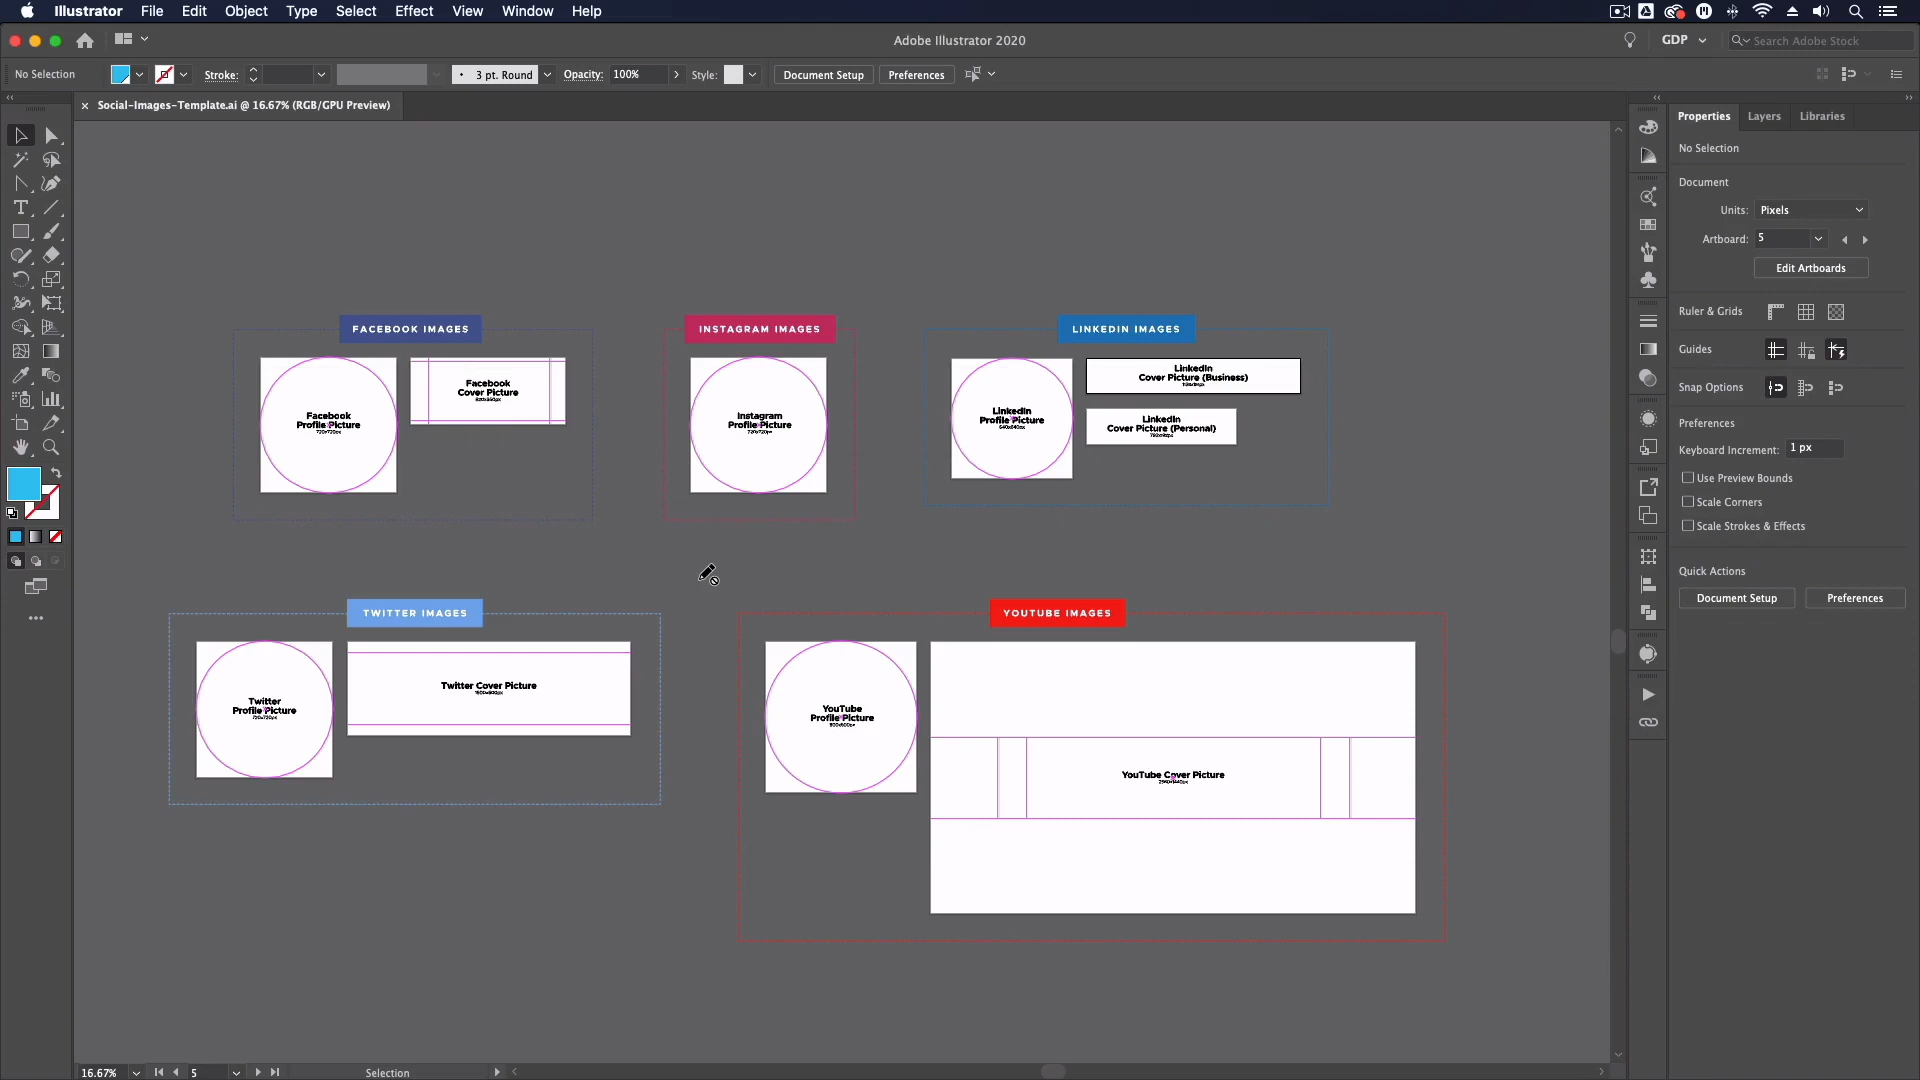 Illustrator File Edit Object Type Select Effect View Window Help
Adobe Illustrator 2020
GDP
Search Adobe Stock
No Selection
Stroke:
3 pt. Round
Opacity: 100%
Style:
Document Setup
Preferences
Social-Images-Template.ai @ 16.67% (RGB/GPU Preview)
FACEBOOK IMAGES
Facebook
Profile Picture
720x720px
Facebook
Cover Picture
INSTAGRAM IMAGES
Instagram
Profile Picture
720x720px
LINKEDIN IMAGES
LinkedIn
Profile Picture
640x640px
LinkedIn
Cover Picture (Business)
LinkedIn
Cover Picture (Personal)
TWITTER IMAGES
Twitter
Profile Picture
720x720px
Twitter Cover Picture
YOUTUBE IMAGES
YouTube
Profile Picture
800x800px
YouTube Cover Picture
2560x1440px
Properties
Layers
Libraries
No Selection
Document
Units: Pixels
Artboard: 5
Edit Artboards
Ruler & Grids
Guides
Snap Options
Preferences
Keyboard Increment: 1 px
Use Preview Bounds
Scale Corners
Scale Strokes & Effects
Quick Actions
Document Setup
Preferences
16.67%
5
Selection